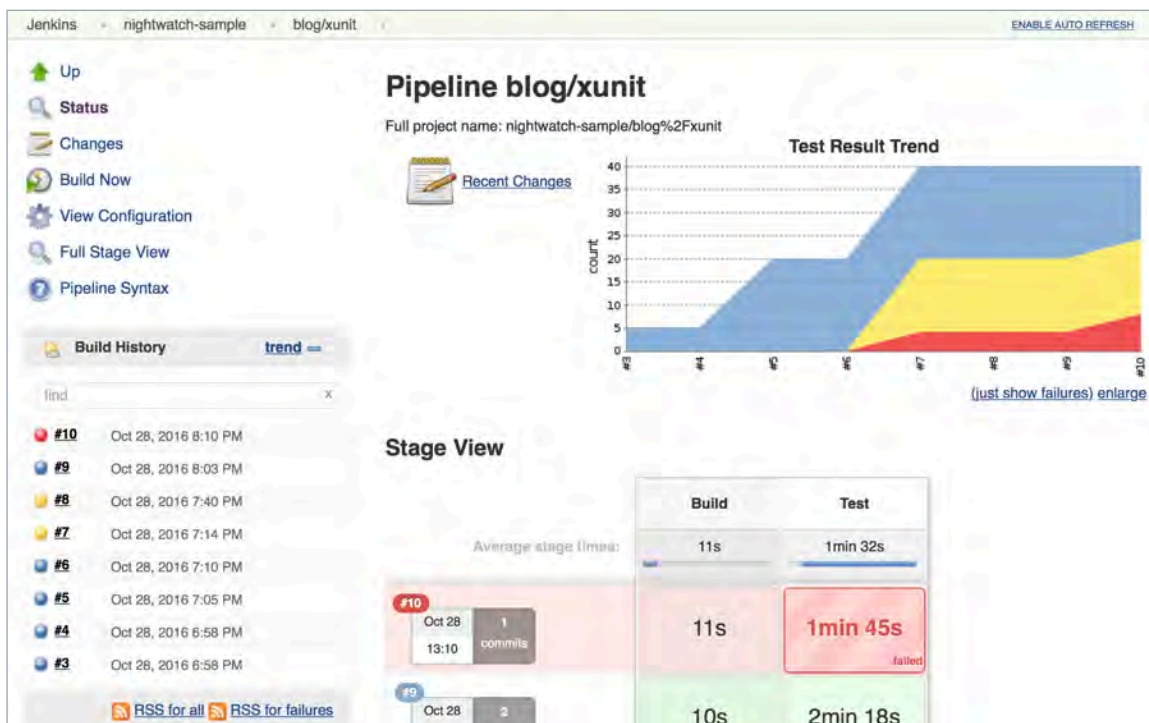 Jenkins nightwatch-sample blog/xunit ENABLE AUTO REFRESH
Up
Status
Changes
Build Now
View Configuration
Full Stage View
Pipeline Syntax
Build History trend
find x
#10 Oct 28, 2016 8:10 PM
#9 Oct 28, 2016 8:03 PM
#8 Oct 28, 2016 7:40 PM
#7 Oct 28, 2016 7:14 PM
#6 Oct 28, 2016 7:10 PM
#5 Oct 28, 2016 7:05 PM
#4 Oct 28, 2016 6:58 PM
#3 Oct 28, 2016 6:58 PM
RSS for all RSS for failures
Pipeline blog/xunit
Full project name: nightwatch-sample/blog%2Fxunit
Recent Changes
Test Result Trend
count
40
35
30
25
20
15
10
5
0
#3 #4 #5 #6 #7 #8 #9 #10
(just show failures) enlarge
Stage View
Build Test
Average stage times: 11s 1min 32s
#10
Oct 28 1
13:10 commits
11s 1min 45s
failed
#9
Oct 28 2
10s 2min 18s